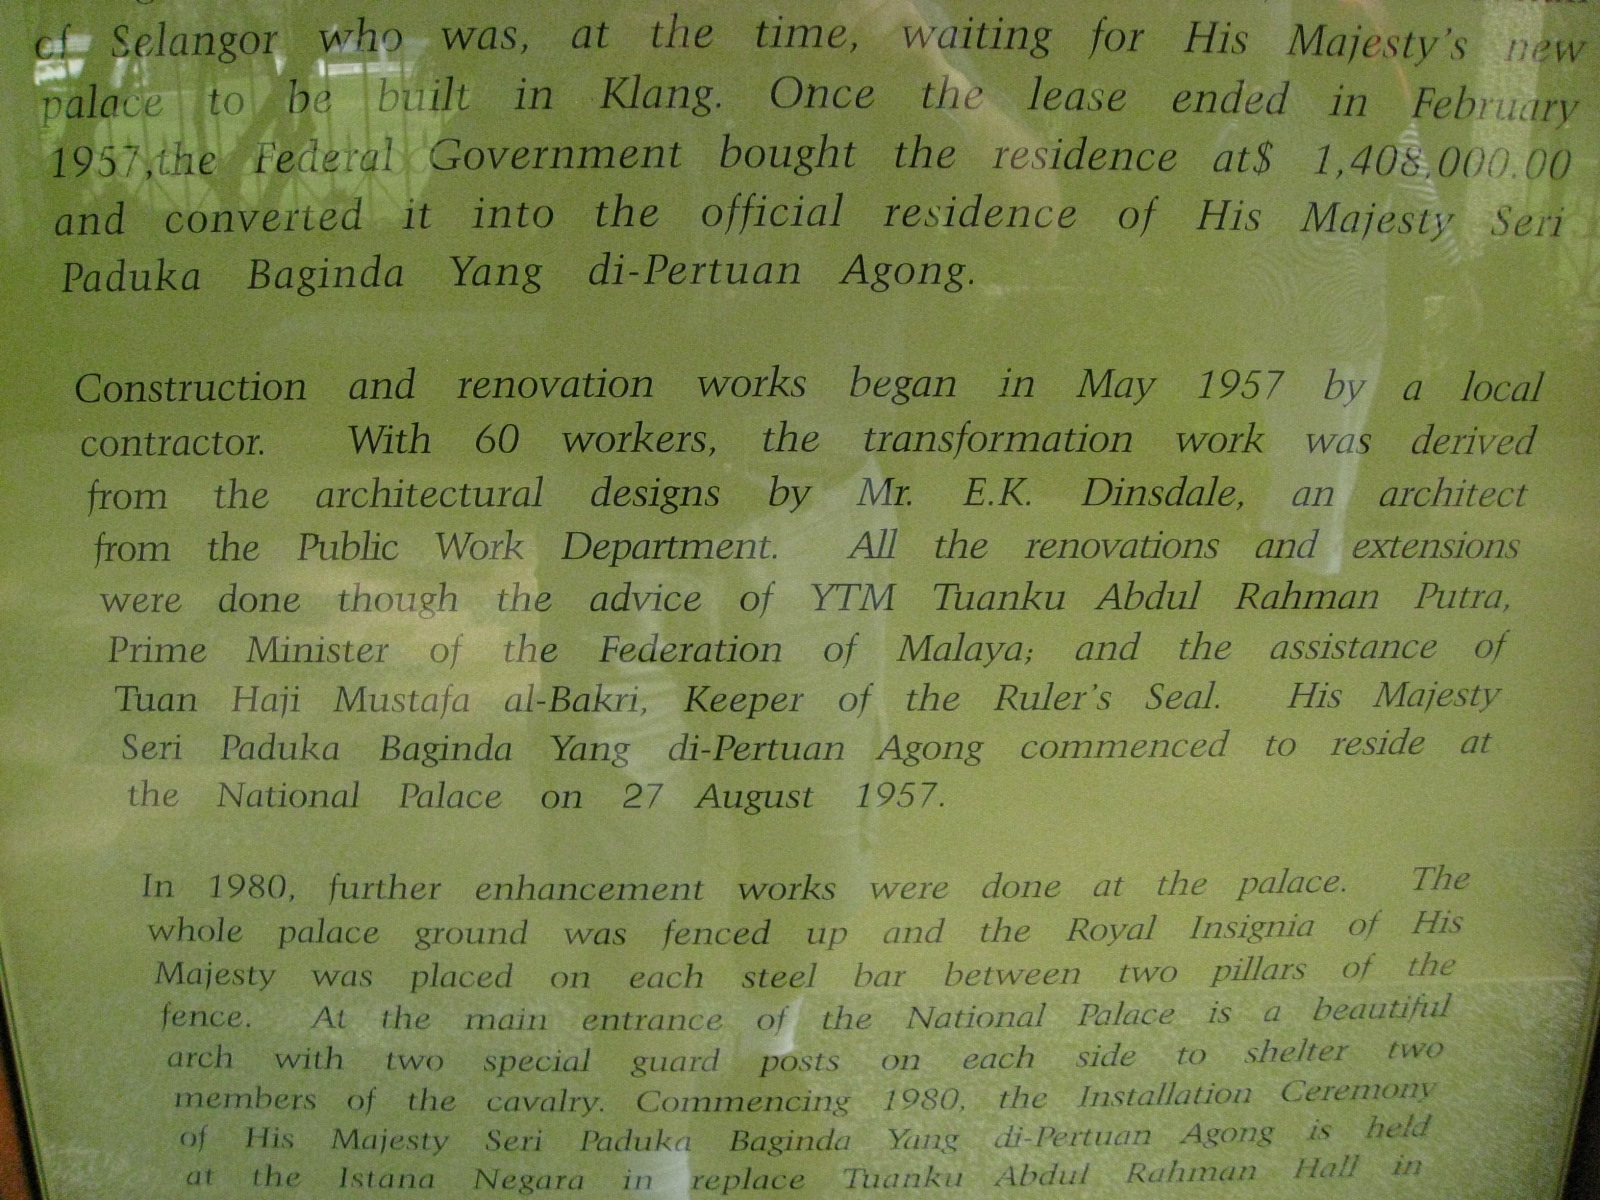 of Selangor who was, at the time, waiting for His Majesty's new
palace to be built in Klang. Once the lease ended in February
1957,the Federal Government bought the residence at$ 1,408,000.00
and converted it into the official residence of His Majesty Seri
Paduka Baginda Yang di-Pertuan Agong.
Construction and renovation works began in May 1957 by a local
contractor. With 60 workers, the transformation work was derived
from the architectural designs by Mr. E.K. Dinsdale, an architect
from the Public Work Department. All the renovations and extensions
were done though the advice of YTM Tuanku Abdul Rahman Putra,
Prime Minister of the Federation of Malaya; and the assistance of
Tuan Haji Mustafa al-Bakri, Keeper of the Ruler's Seal. His Majesty
Seri Paduka Baginda Yang di-Pertuan Agong commenced to reside at
the National Palace on 27 August 1957.
In 1980, further enhancement works were done at the palace. The
whole palace ground was fenced up and the Royal Insignia of His
Majesty was placed on each steel bar between two pillars of the
fence. At the main entrance of the National Palace is a beautiful
arch with two special guard posts on each side to shelter two
members of the cavalry. Commencing 1980, the Installation Ceremony
of His Majesty Seri Paduka Baginda Yang di-Pertuan Agong is held
at the Istana Negara in replace Tuanku Abdul Rahman Hall in